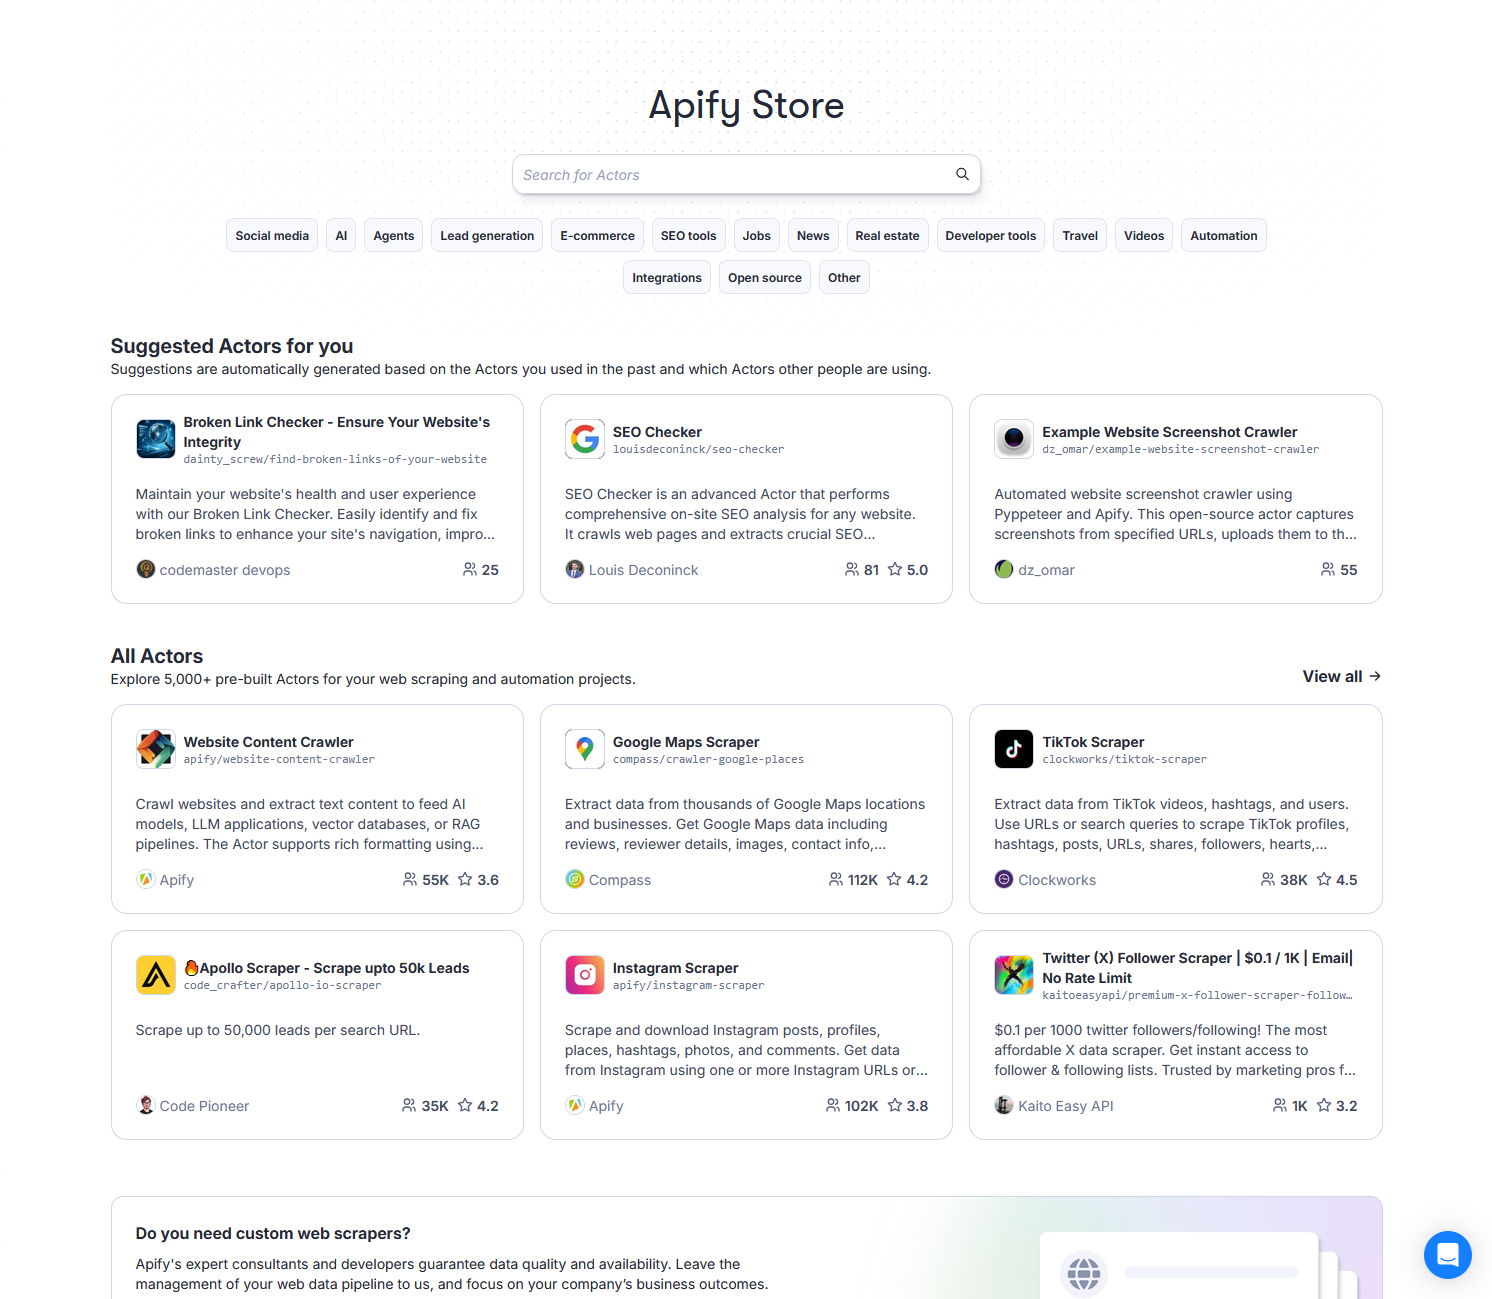 Apify Store
Search for Actors
Social media
AI
Agents
Lead generation
E-commerce
SEO tools
Jobs
News
Real estate
Developer tools
Travel
Videos
Automation
Integrations
Open source
Other
Suggested Actors for you
Suggestions are automatically generated based on the Actors you used in the past and which Actors other people are using.
Broken Link Checker - Ensure Your Website's
Integrity
dainty_screw/find-broken-links-of-your-website
Maintain your website's health and user experience
with our Broken Link Checker. Easily identify and fix
broken links to enhance your site's navigation, impro...
codemaster devops
25
SEO Checker
louisdeconinck/seo-checker
SEO Checker is an advanced Actor that performs
comprehensive on-site SEO analysis for any website.
It crawls web pages and extracts crucial SEO...
Louis Deconinck
81
5.0
Example Website Screenshot Crawler
dz_omar/example-website-screenshot-crawler
Automated website screenshot crawler using
Pyppeteer and Apify. This open-source actor captures
screenshots from specified URLs, uploads them to th...
dz_omar
55
All Actors
Explore 5,000+ pre-built Actors for your web scraping and automation projects.
View all →
Website Content Crawler
apify/website-content-crawler
Crawl websites and extract text content to feed AI
models, LLM applications, vector databases, or RAG
pipelines. The Actor supports rich formatting using...
Apify
55K
3.6
Google Maps Scraper
compass/crawler-google-places
Extract data from thousands of Google Maps locations
and businesses. Get Google Maps data including
reviews, reviewer details, images, contact info,...
Compass
112K
4.2
TikTok Scraper
clockworks/tiktok-scraper
Extract data from TikTok videos, hashtags, and users.
Use URLs or search queries to scrape TikTok profiles,
hashtags, posts, URLs, shares, followers, hearts,...
Clockworks
38K
4.5
🔥Apollo Scraper - Scrape upto 50k Leads
code_crafter/apollo-io-scraper
Scrape up to 50,000 leads per search URL.
Code Pioneer
35K
4.2
Instagram Scraper
apify/instagram-scraper
Scrape and download Instagram posts, profiles,
places, hashtags, photos, and comments. Get data
from Instagram using one or more Instagram URLs or...
Apify
102K
3.8
Twitter (X) Follower Scraper | $0.1 / 1K | Email|
No Rate Limit
kaitoeasyapi/premium-x-follower-scraper-follow...
$0.1 per 1000 twitter followers/following! The most
affordable X data scraper. Get instant access to
follower & following lists. Trusted by marketing pros f...
Kaito Easy API
1K
3.2
Do you need custom web scrapers?
Apify's expert consultants and developers guarantee data quality and availability. Leave the
management of your web data pipeline to us, and focus on your company's business outcomes.